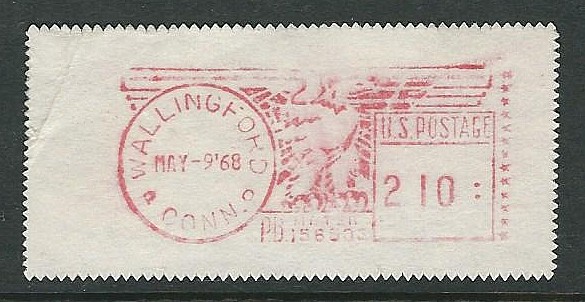 WALLINGFORD
MAY-9'68
CONN.
U.S. POSTAGE
2 10
P.B.